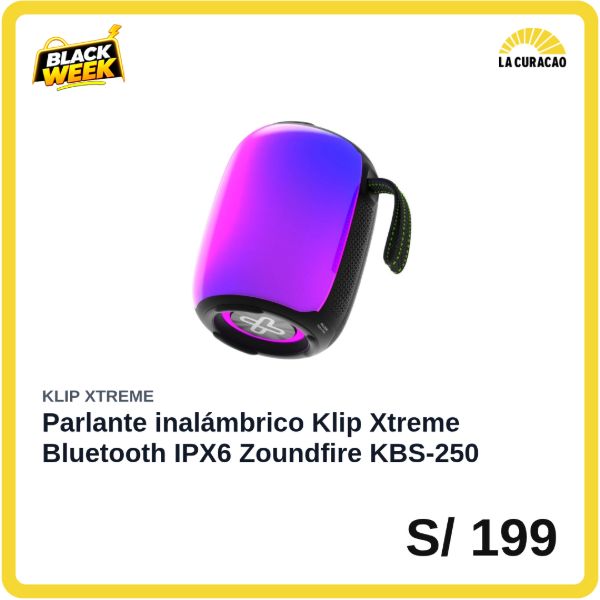 BLACK
WEEK
LA CURACAO
KLIP XTREME
Parlante inalámbrico Klip Xtreme
Bluetooth IPX6 Zoundfire KBS-250
S/ 199